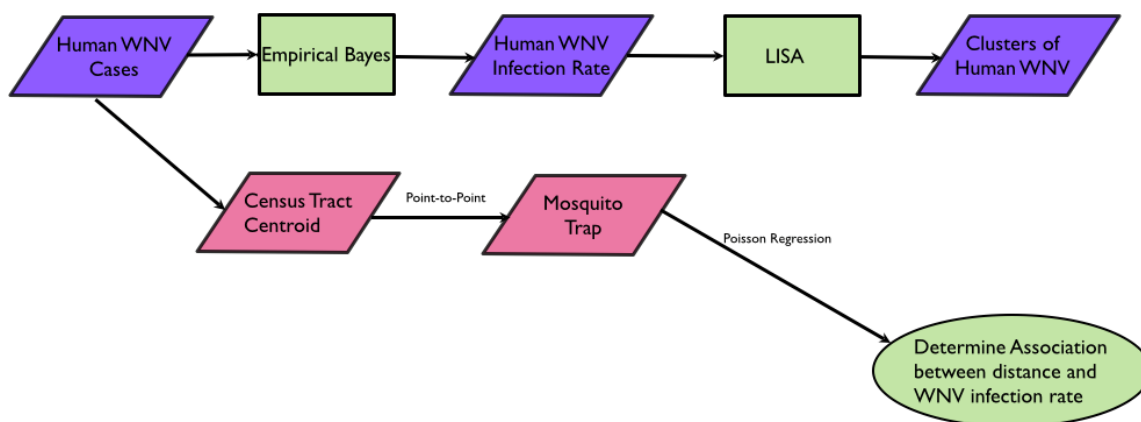 Human WNV
Cases
Empirical Bayes
Human WNV
Infection Rate
LISA
Clusters of
Human WNV
Census Tract
Centroid
Point-to-Point
Mosquito
Trap
Poisson Regression
Determine Association
between distance and
WNV infection rate